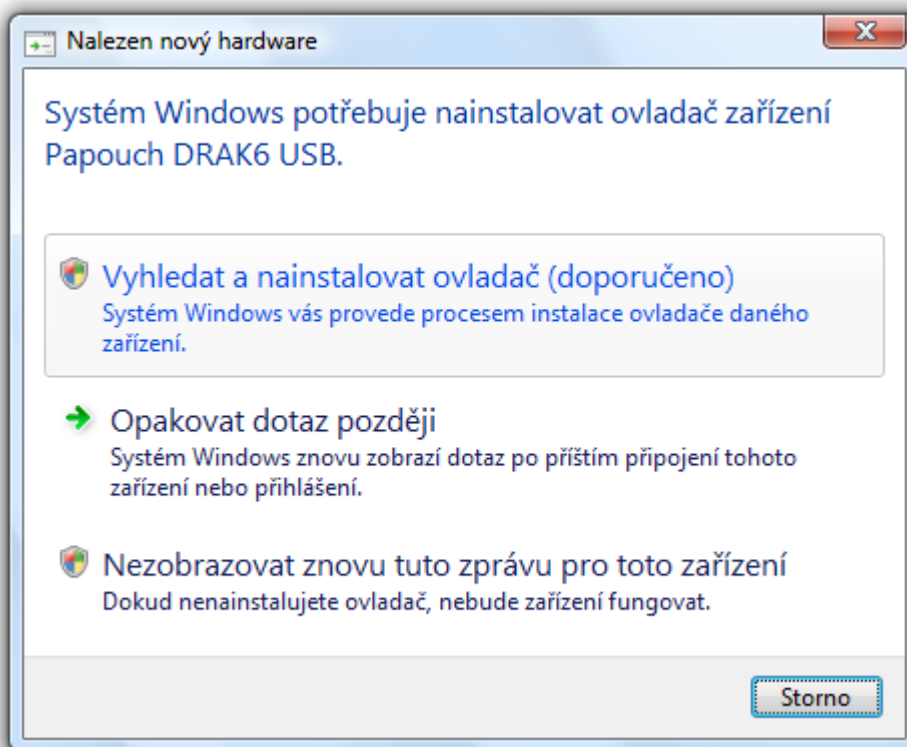 Nalezen nový hardware
Systém Windows potřebuje nainstalovat ovladač zařízení
Papouch DRAK6 USB.
Vyhledat a nainstalovat ovladač (doporučeno)
Systém Windows vás provede procesem instalace ovladače daného
zařízení.
Opakovat dotaz později
Systém Windows znovu zobrazí dotaz po příštím připojení tohoto
zařízení nebo přihlášení.
Nezobrazovat znovu tuto zprávu pro toto zařízení
Dokud nenainstalujete ovladač, nebude zařízení fungovat.
Storno